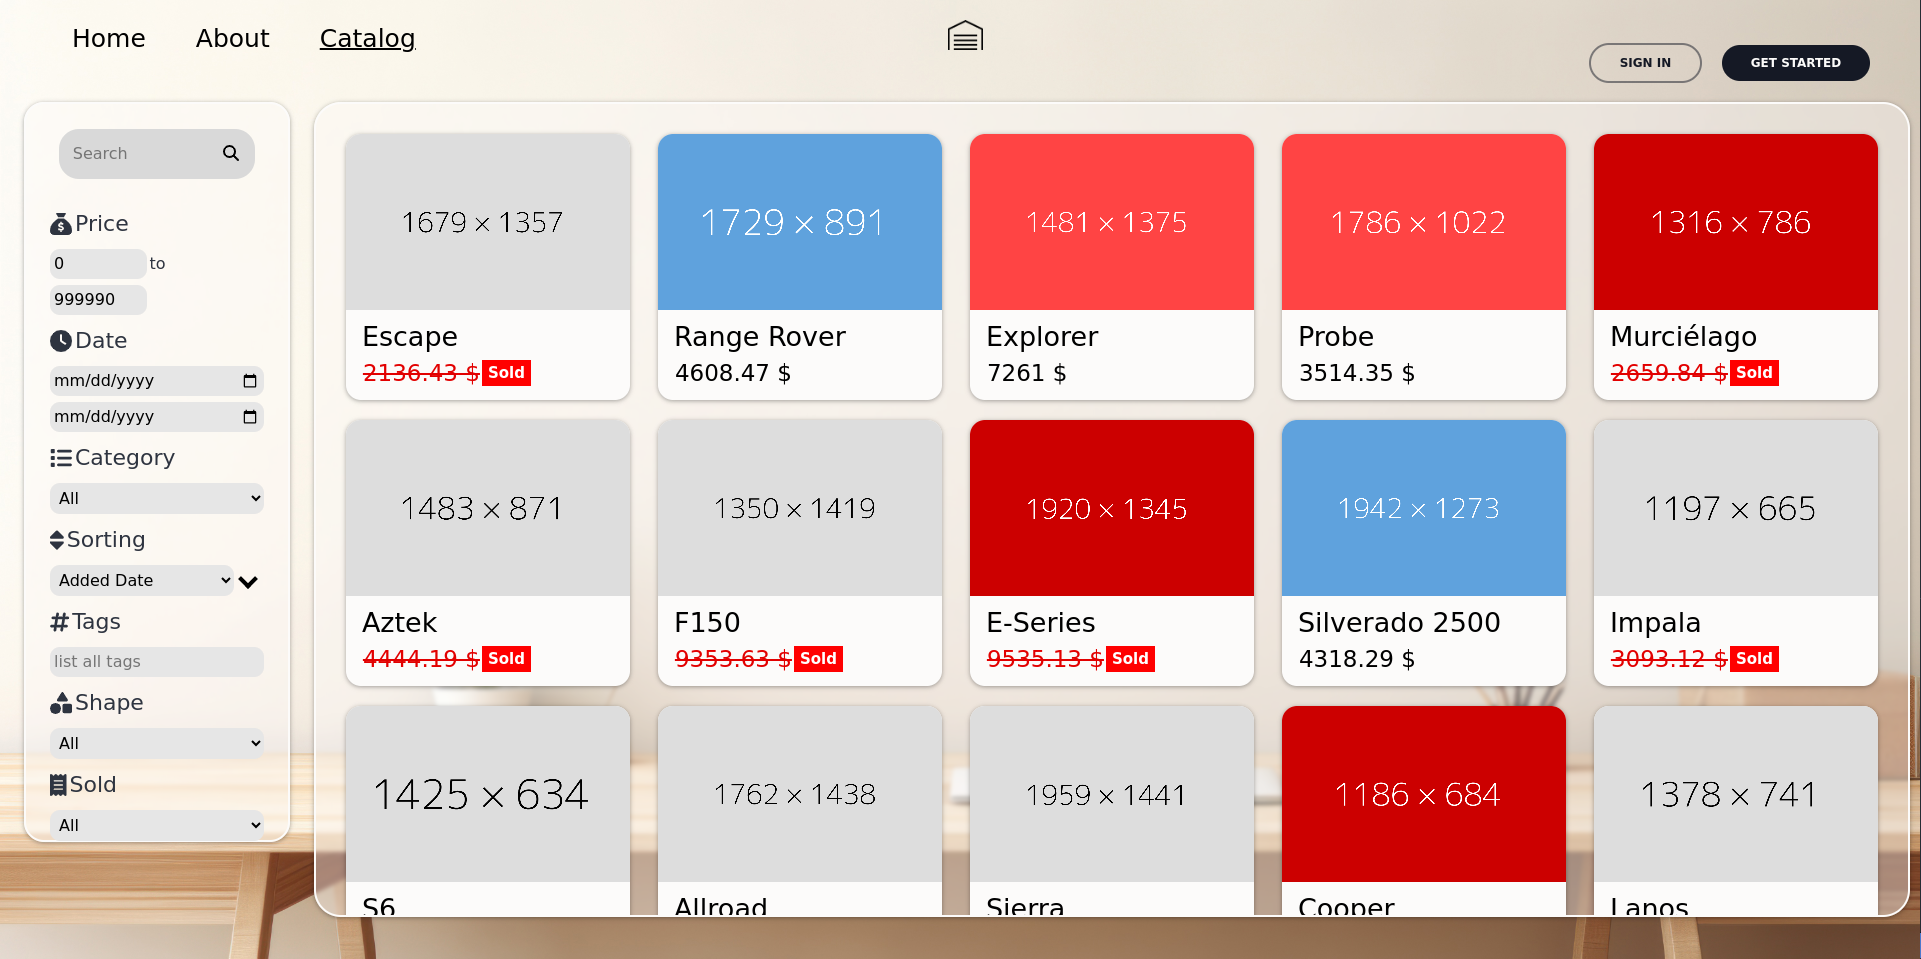 Home About Catalog
SIGN IN GET STARTED
Search
Price
0 to
999990
Date
mm/dd/yyyy
mm/dd/yyyy
Category
All
Sorting
Added Date
Tags
list all tags
Shape
All
Sold
All
1679 × 1357
Escape
2136.43 $ Sold
1729 × 891
Range Rover
4608.47 $
1481 × 1375
Explorer
7261 $
1786 × 1022
Probe
3514.35 $
1316 × 786
Murciélago
2659.84 $ Sold
1483 × 871
Aztek
4444.19 $ Sold
1350 × 1419
F150
9353.63 $ Sold
1920 × 1345
E-Series
9535.13 $ Sold
1942 × 1273
Silverado 2500
4318.29 $
1197 × 665
Impala
3093.12 $ Sold
1425 × 634
S6
1762 × 1438
Allroad
1959 × 1441
Sierra
1186 × 684
Cooper
1378 × 741
Lanos